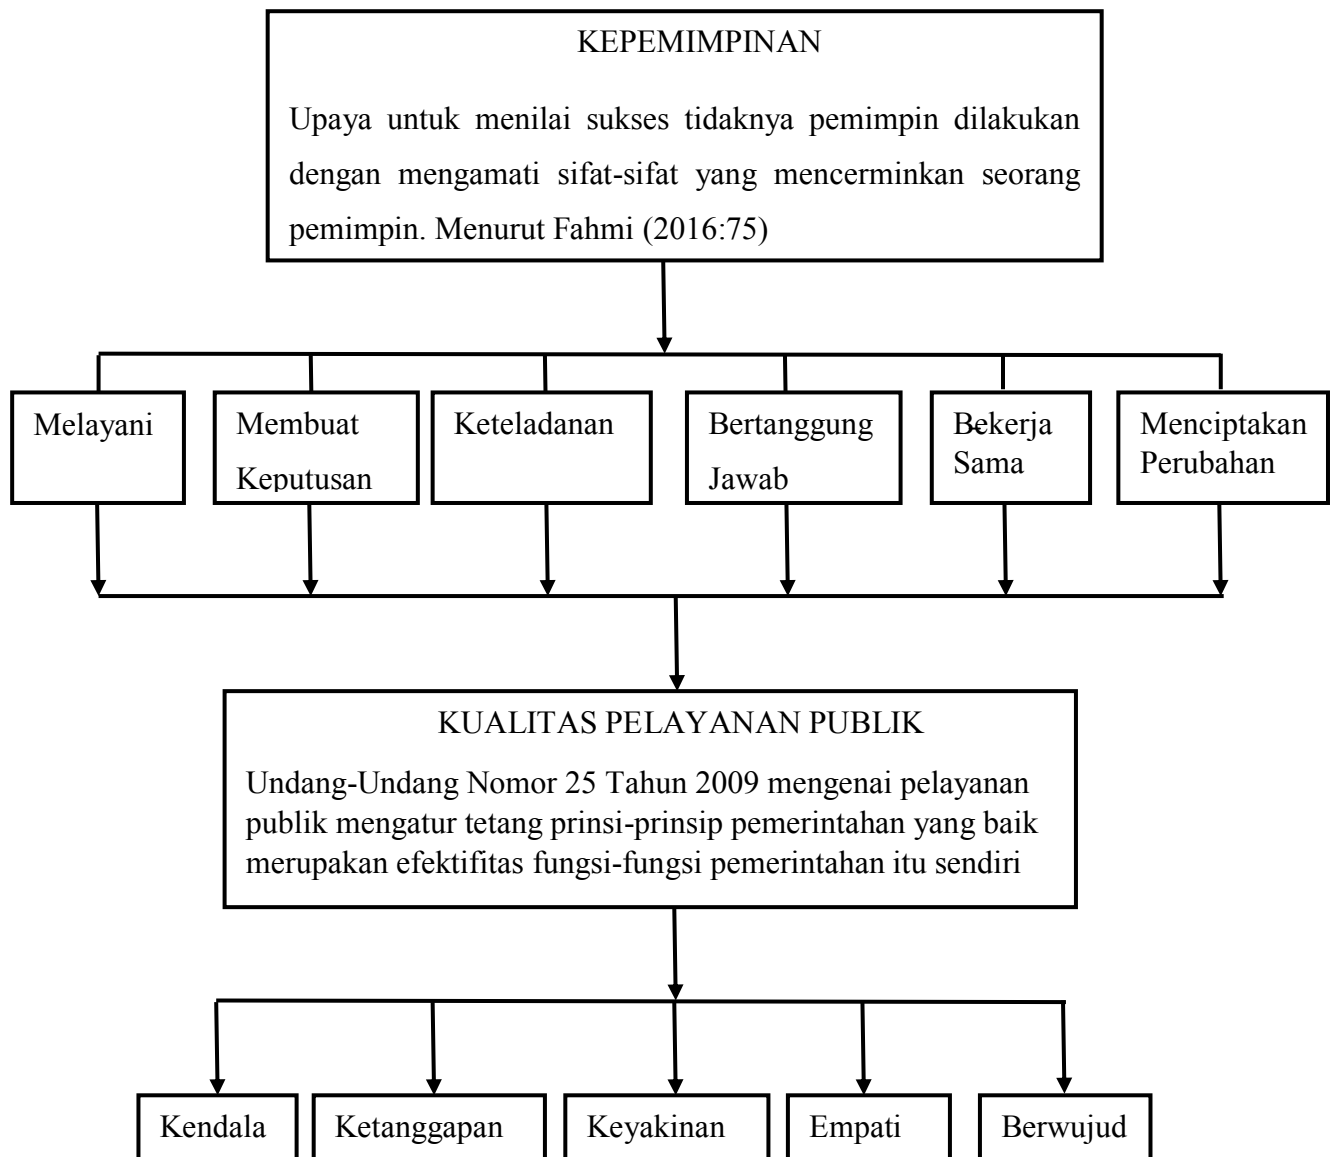 KEPEMIMPINAN
Upaya untuk menilai sukses tidaknya pemimpin dilakukan
dengan mengamati sifat-sifat yang mencerminkan seorang
pemimpin. Menurut Fahmi (2016:75)
Melayani
Membuat
Keputusan
Keteladanan
Bertanggung
Jawab
Bekerja
Sama
Menciptakan
Perubahan
KUALITAS PELAYANAN PUBLIK
Undang-Undang Nomor 25 Tahun 2009 mengenai pelayanan
publik mengatur tetang prinsi-prinsip pemerintahan yang baik
merupakan efektifitas fungsi-fungsi pemerintahan itu sendiri
Kendala
Ketanggapan
Keyakinan
Empati
Berwujud